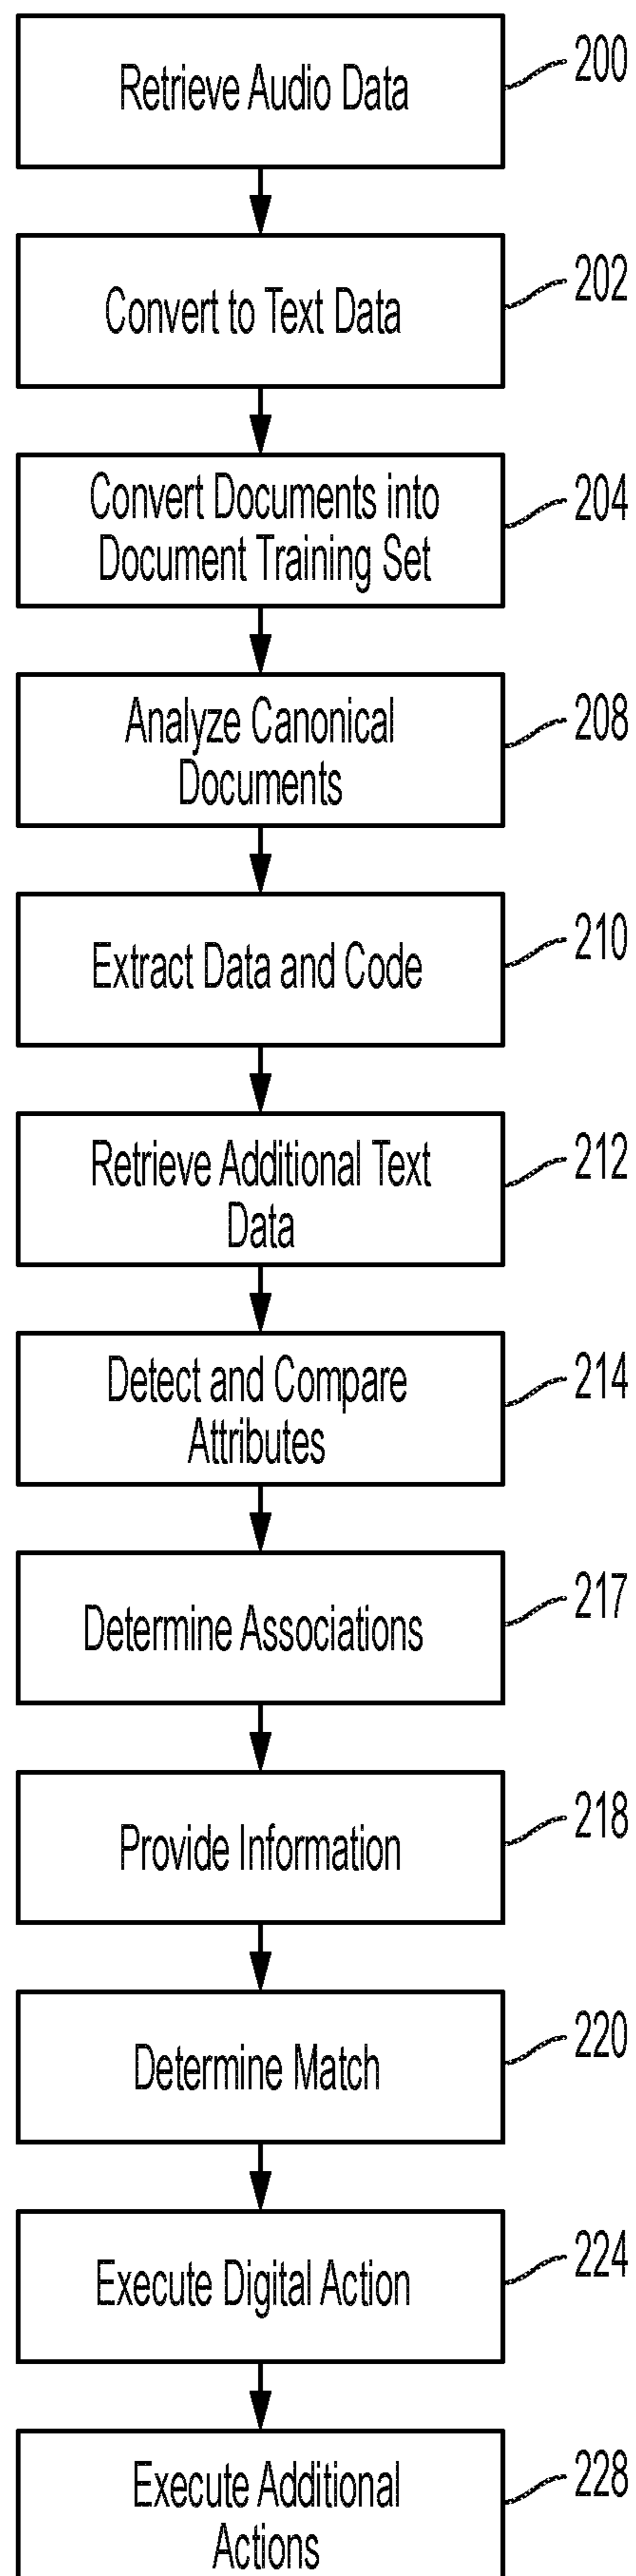 Retrieve Audio Data
200
Convert to Text Data
202
Convert Documents into
Document Training Set
204
Analyze Canonical
Documents
208
Extract Data and Code
210
Retrieve Additional Text
Data
212
Detect and Compare
Attributes
214
Determine Associations
217
Provide Information
218
Determine Match
220
Execute Digital Action
224
Execute Additional
Actions
228